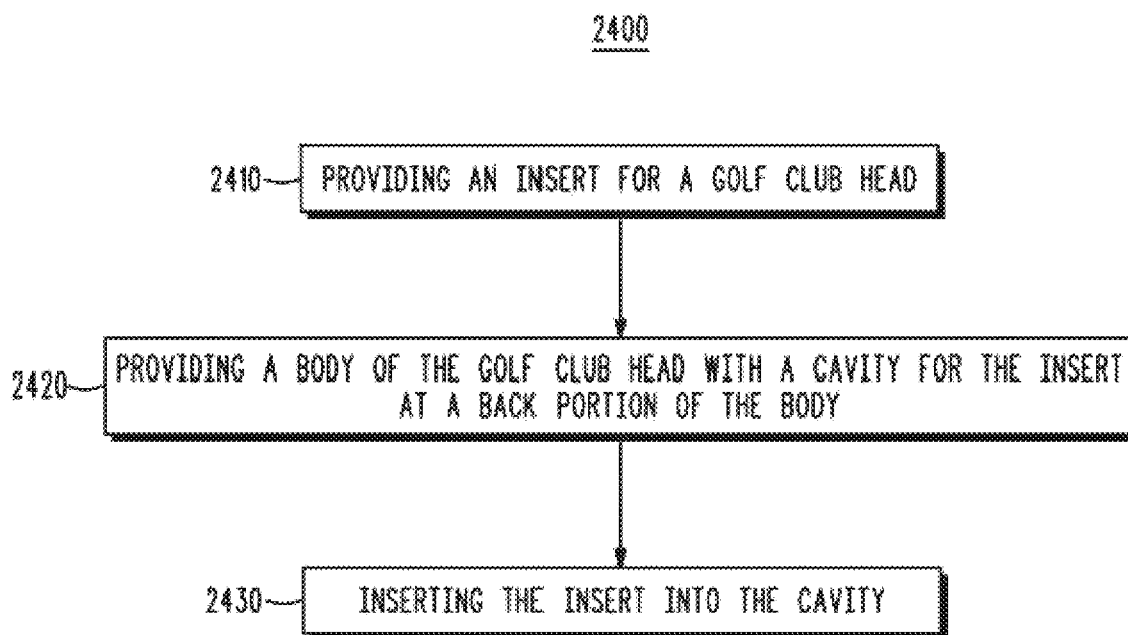 2400
2410
PROVIDING AN INSERT FOR A GOLF CLUB HEAD
2420
PROVIDING A BODY OF THE GOLF CLUB HEAD WITH A CAVITY FOR THE INSERT
AT A BACK PORTION OF THE BODY
2430
INSERTING THE INSERT INTO THE CAVITY